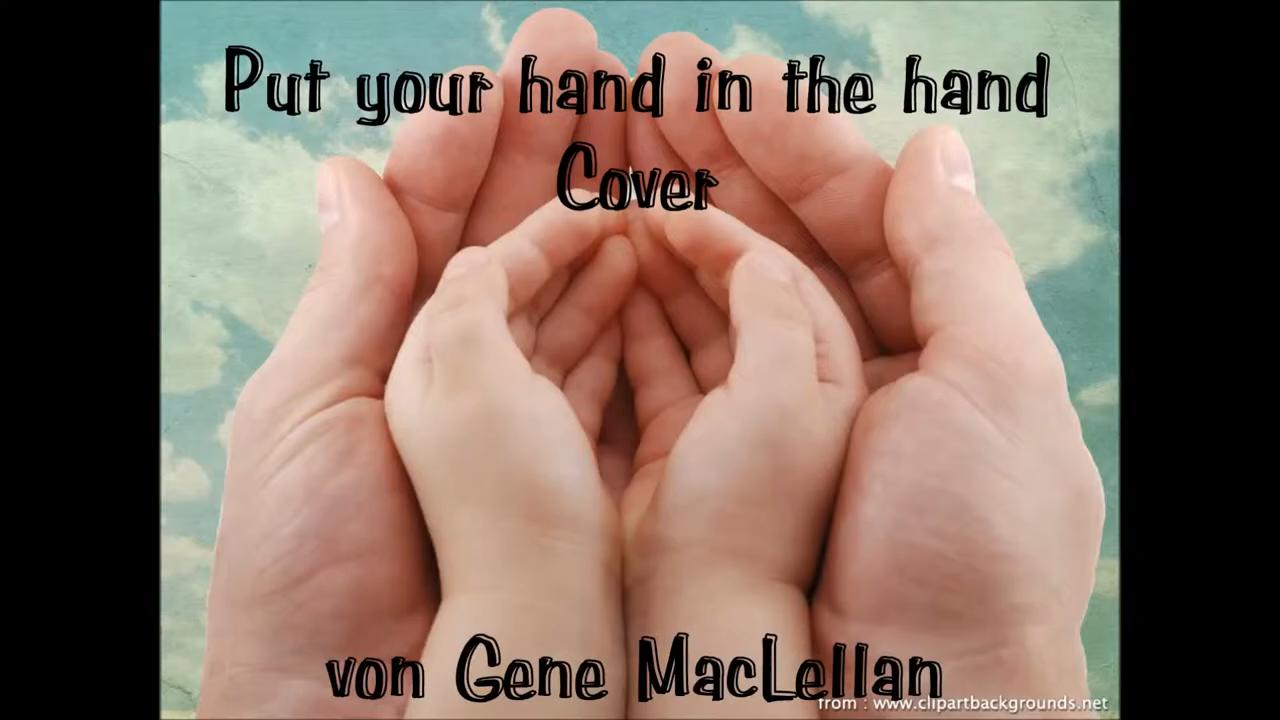 Put your hand in the hand
Cover
von Gene MacLellan
from : www.clipartbackgrounds.net